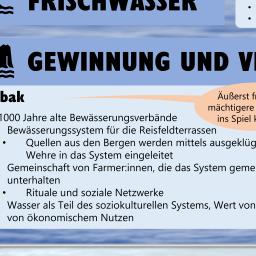 FRISCHWASSER
GEWINNUNG UND
bak
1000 Jahre alte Bewässerungsverbände
Bewässerungssystem für die Reisfeldterrassen
• Quellen aus den Bergen werden mittels
Wehre in das System eingeleitet
Gemeinschaft von Farmer:innen, die das System
unterhalten
• Rituale und soziale Netzwerke
Wasser als Teil des soziokulturellen Systems, Wert von
von ökonomischem Nutzen
Äußerst
mächtigere
ins Spiel